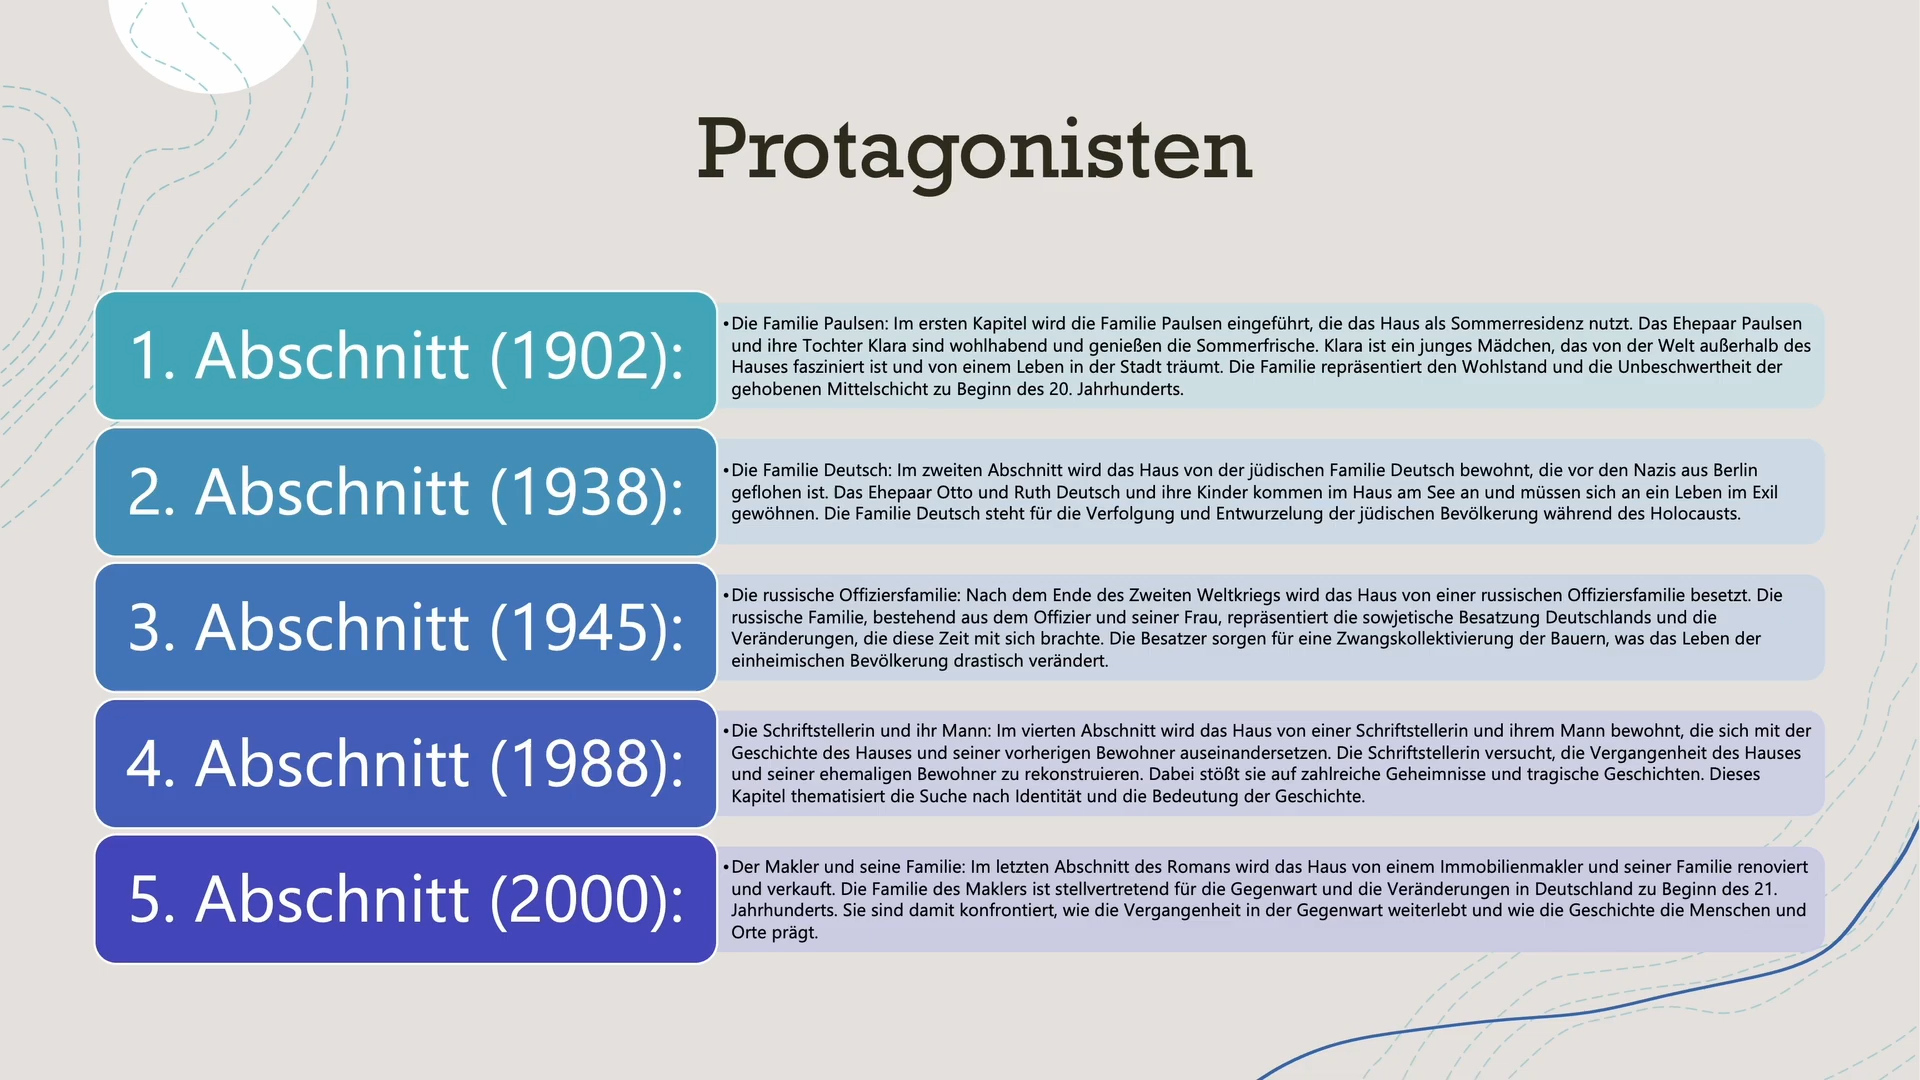 Protagonisten
1. Abschnitt (1902):
•Die Familie Paulsen: Im ersten Kapitel wird die Familie Paulsen eingeführt, die das Haus als Sommerresidenz nutzt. Das Ehepaar Paulsen
und ihre Tochter Klara sind wohlhabend und genießen die Sommerfrische. Klara ist ein junges Mädchen, das von der Welt außerhalb des
Hauses fasziniert ist und von einem Leben in der Stadt träumt. Die Familie repräsentiert den Wohlstand und die Unbeschwertheit der
gehobenen Mittelschicht zu Beginn des 20. Jahrhunderts.
2. Abschnitt (1938):
•Die Familie Deutsch: Im zweiten Abschnitt wird das Haus von der jüdischen Familie Deutsch bewohnt, die vor den Nazis aus Berlin
geflohen ist. Das Ehepaar Otto und Ruth Deutsch und ihre Kinder kommen im Haus am See an und müssen sich an ein Leben im Exil
gewöhnen. Die Familie Deutsch steht für die Verfolgung und Entwurzelung der jüdischen Bevölkerung während des Holocausts.
3. Abschnitt (1945):
•Die russische Offiziersfamilie: Nach dem Ende des Zweiten Weltkriegs wird das Haus von einer russischen Offiziersfamilie besetzt. Die
russische Familie, bestehend aus dem Offizier und seiner Frau, repräsentiert die sowjetische Besatzung Deutschlands und die
Veränderungen, die diese Zeit mit sich brachte. Die Besatzer sorgen für eine Zwangskollektivierung der Bauern, was das Leben der
einheimischen Bevölkerung drastisch verändert.
4. Abschnitt (1988):
•Die Schriftstellerin und ihr Mann: Im vierten Abschnitt wird das Haus von einer Schriftstellerin und ihrem Mann bewohnt, die sich mit der
Geschichte des Hauses und seiner vorherigen Bewohner auseinandersetzen. Die Schriftstellerin versucht, die Vergangenheit des Hauses
und seiner ehemaligen Bewohner zu rekonstruieren. Dabei stößt sie auf zahlreiche Geheimnisse und tragische Geschichten. Dieses
Kapitel thematisiert die Suche nach Identität und die Bedeutung der Geschichte.
5. Abschnitt (2000):
•Der Makler und seine Familie: Im letzten Abschnitt des Romans wird das Haus von einem Immobilienmakler und seiner Familie renoviert
und verkauft. Die Familie des Maklers ist stellvertretend für die Gegenwart und die Veränderungen in Deutschland zu Beginn des 21.
Jahrhunderts. Sie sind damit konfrontiert, wie die Vergangenheit in der Gegenwart weiterlebt und wie die Geschichte die Menschen und
Orte prägt.